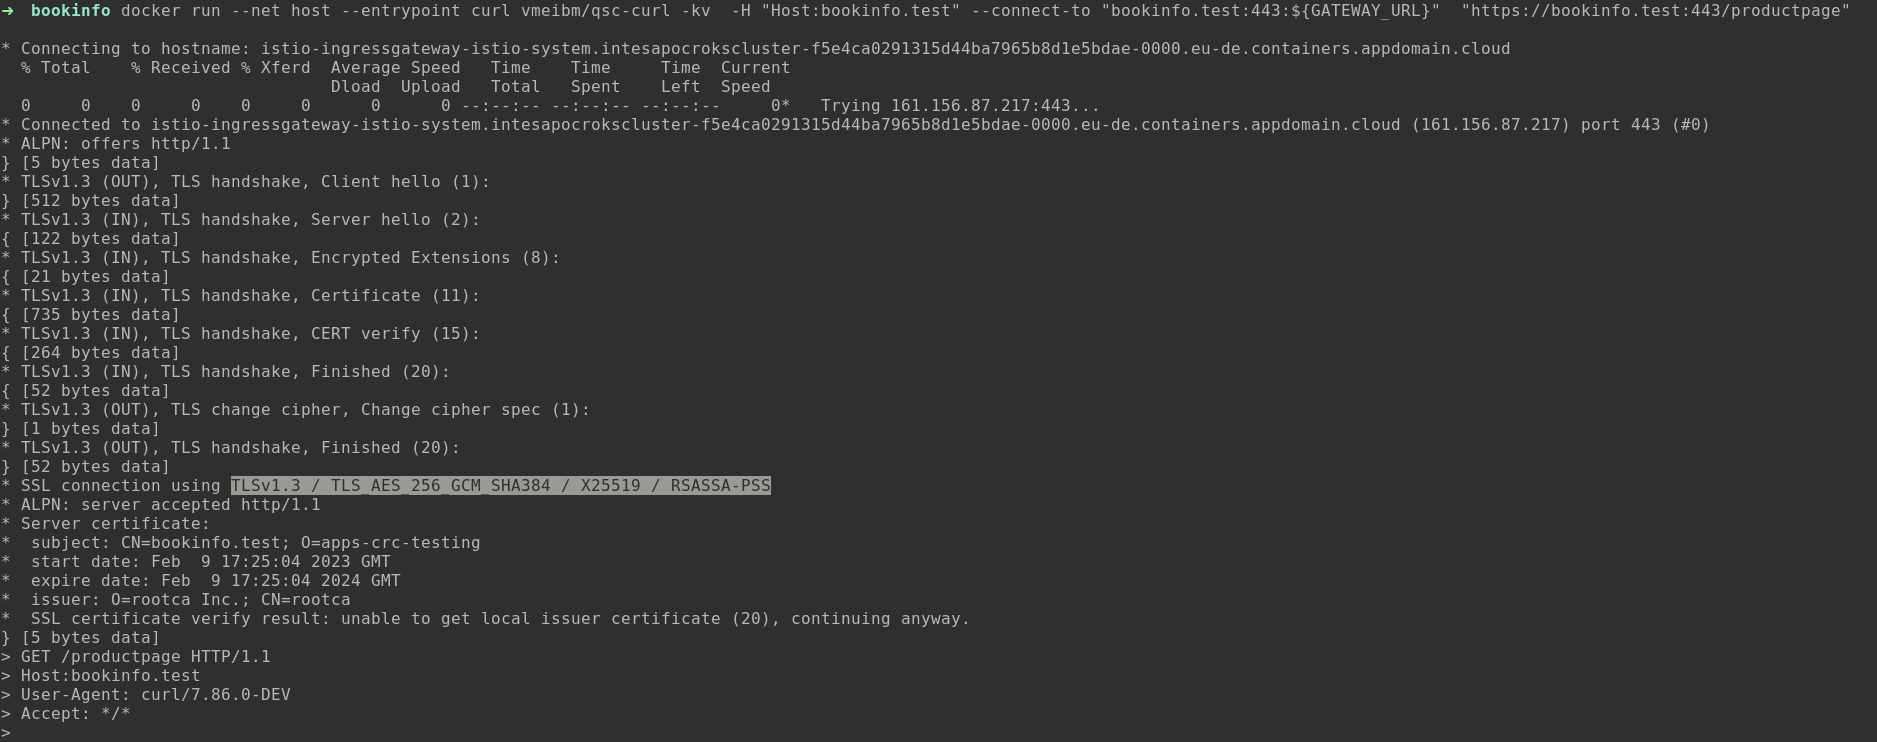 ➜  bookinfo docker run --net host --entrypoint curl vmeibm/qsc-curl -kv  -H "Host:bookinfo.test" --connect-to "bookinfo.test:443:${GATEWAY_URL}"  "https://bookinfo.test:443/productpage"
* Connecting to hostname: istio-ingressgateway-istio-system.intesapocrokscluster-f5e4ca0291315d44ba7965b8d1e5bdae-0000.eu-de.containers.appdomain.cloud
  % Total    % Received % Xferd  Average Speed   Time    Time     Time  Current
                                 Dload  Upload   Total   Spent    Left  Speed
  0     0    0     0    0     0      0      0 --:--:-- --:--:-- --:--:--     0*   Trying 161.156.87.217:443...
* Connected to istio-ingressgateway-istio-system.intesapocrokscluster-f5e4ca0291315d44ba7965b8d1e5bdae-0000.eu-de.containers.appdomain.cloud (161.156.87.217) port 443 (#0)
* ALPN: offers http/1.1
} [5 bytes data]
* TLSv1.3 (OUT), TLS handshake, Client hello (1):
} [512 bytes data]
* TLSv1.3 (IN), TLS handshake, Server hello (2):
{ [122 bytes data]
* TLSv1.3 (IN), TLS handshake, Encrypted Extensions (8):
{ [21 bytes data]
* TLSv1.3 (IN), TLS handshake, Certificate (11):
{ [735 bytes data]
* TLSv1.3 (IN), TLS handshake, CERT verify (15):
{ [264 bytes data]
* TLSv1.3 (IN), TLS handshake, Finished (20):
{ [52 bytes data]
* TLSv1.3 (OUT), TLS change cipher, Change cipher spec (1):
} [1 bytes data]
* TLSv1.3 (OUT), TLS handshake, Finished (20):
} [52 bytes data]
* SSL connection using TLSv1.3 / TLS_AES_256_GCM_SHA384 / X25519 / RSASSA-PSS
* ALPN: server accepted http/1.1
* Server certificate:
*  subject: CN=bookinfo.test; O=apps-crc-testing
*  start date: Feb  9 17:25:04 2023 GMT
*  expire date: Feb  9 17:25:04 2024 GMT
*  issuer: O=rootca Inc.; CN=rootca
*  SSL certificate verify result: unable to get local issuer certificate (20), continuing anyway.
} [5 bytes data]
> GET /productpage HTTP/1.1
> Host:bookinfo.test
> User-Agent: curl/7.86.0-DEV
> Accept: */*
>